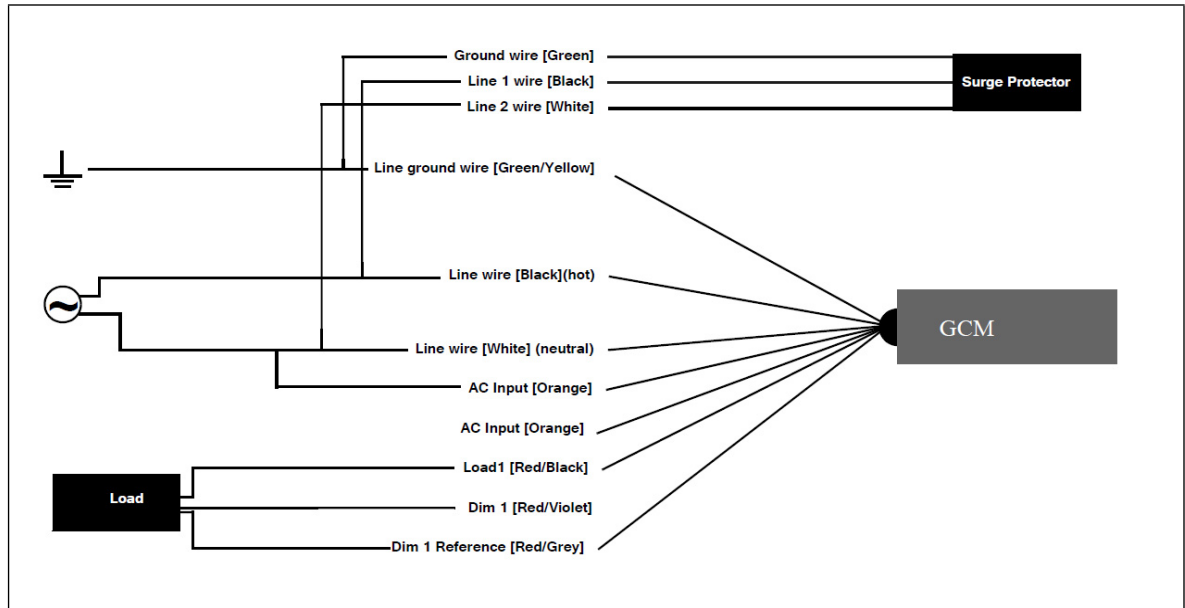 Ground wire [Green]
Line 1 wire [Black]
Surge Protector
Line 2 wire [White]
Line ground wire [Green/Yellow]
Line wire [Black](hot)
GCM
Line wire [White] (neutral)
AC Input [Orange]
AC Input [Orange]
Load1 [Red/Black]
Load
Dim 1 [Red/Violet]
Dim 1 Reference [Red/Grey]